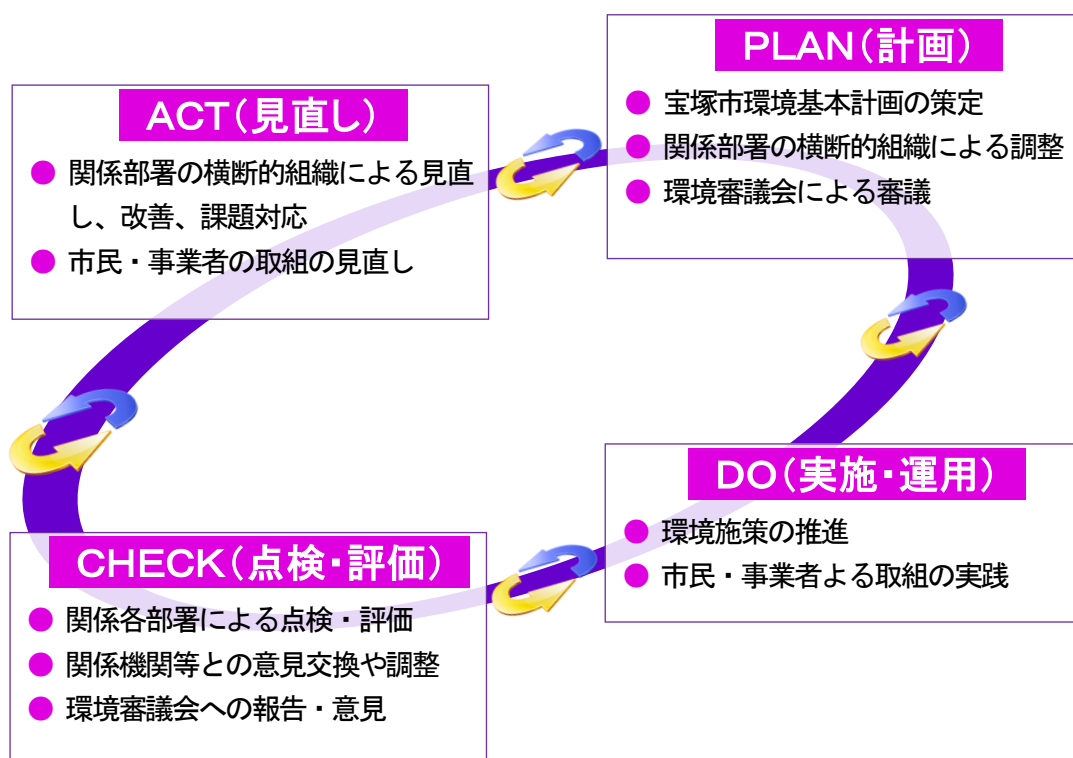 PLAN(計画)
● 宝塚市環境基本計画の策定
● 関係部署の横断的組織による調整
● 環境審議会による審議
ACT(見直し)
● 関係部署の横断的組織による見直
し、改善、課題対応
● 市民・事業者の取組の見直し
DO(実施・運用)
● 環境施策の推進
● 市民・事業者よる取組の実践
CHECK(点検・評価)
● 関係各部署による点検・評価
● 関係機関等との意見交換や調整
● 環境審議会への報告・意見